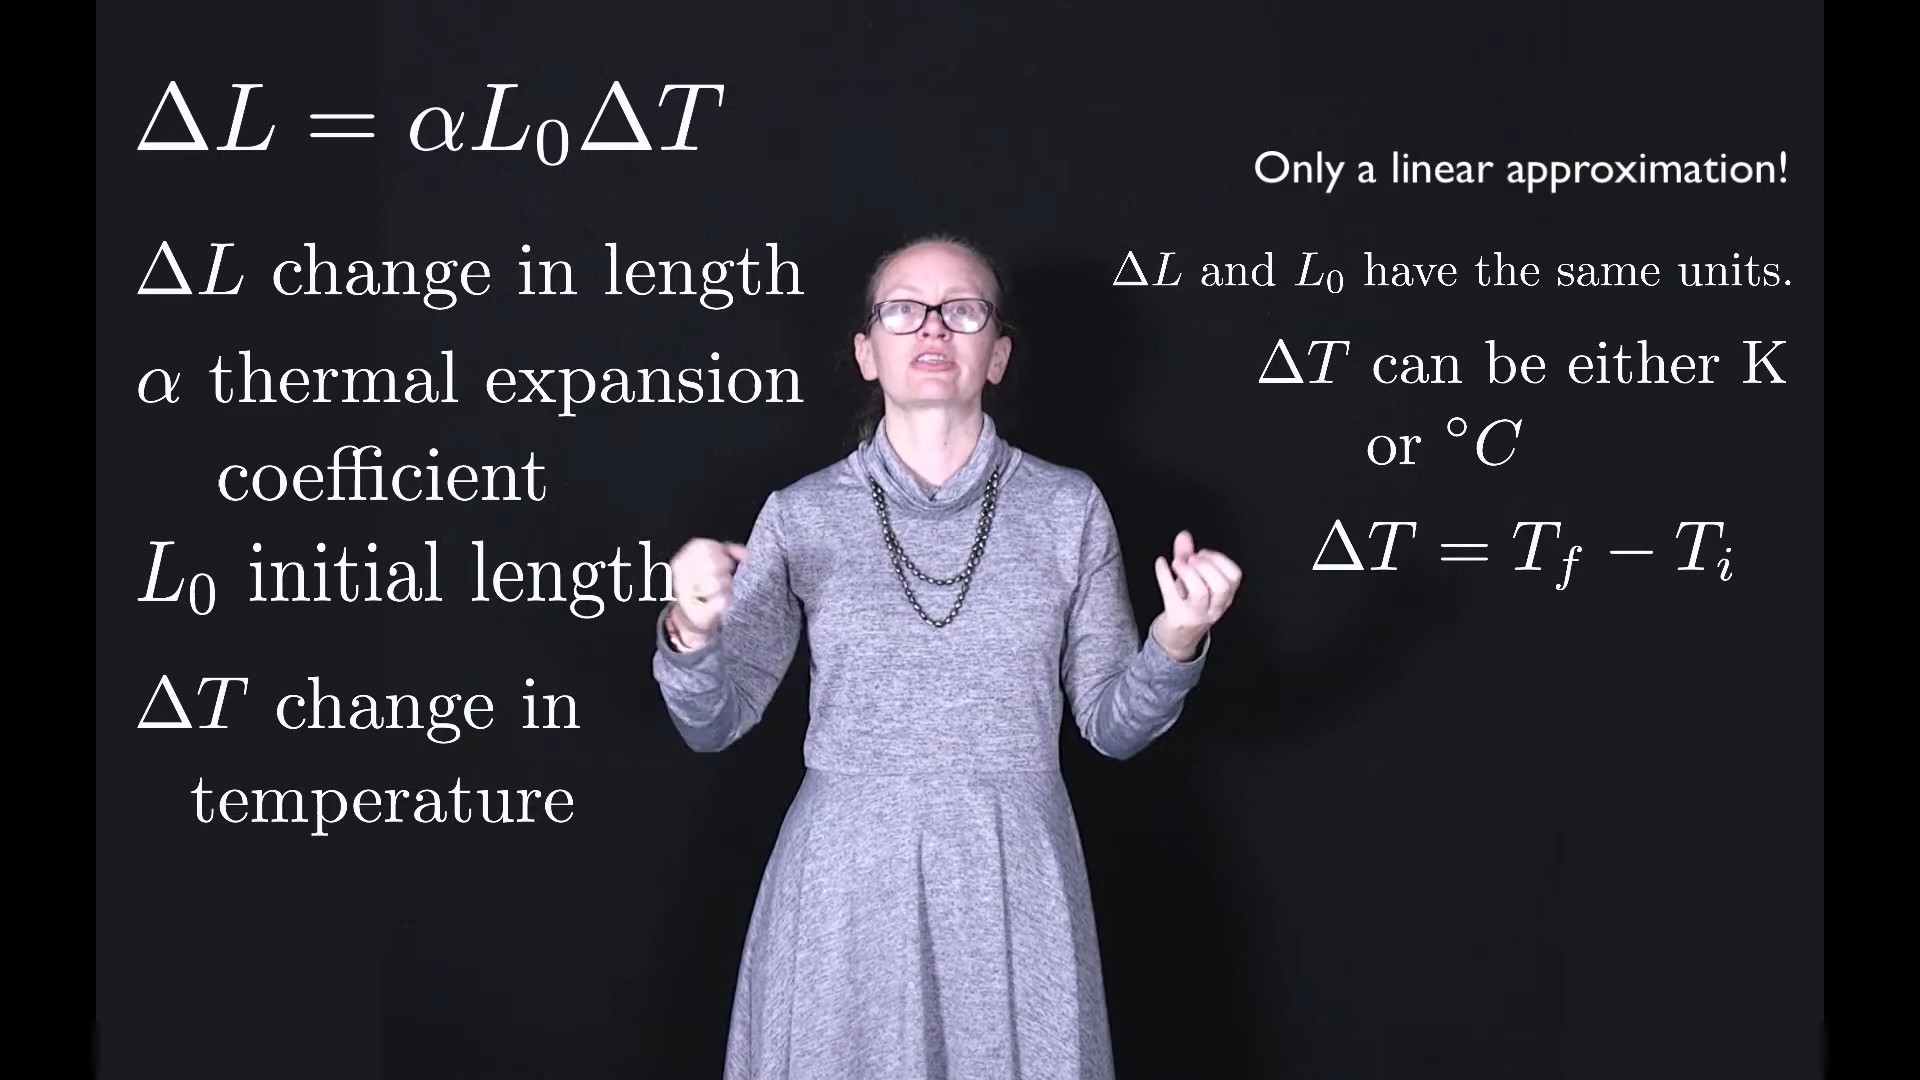 ΔL = αL₀ΔT
ΔL change in length
α thermal expansion
coefficient
L₀ initial length
ΔT change in
temperature
Only a linear approximation!
ΔL and L₀ have the same units.
ΔT can be either K
or °C
ΔT = T_f − T_i